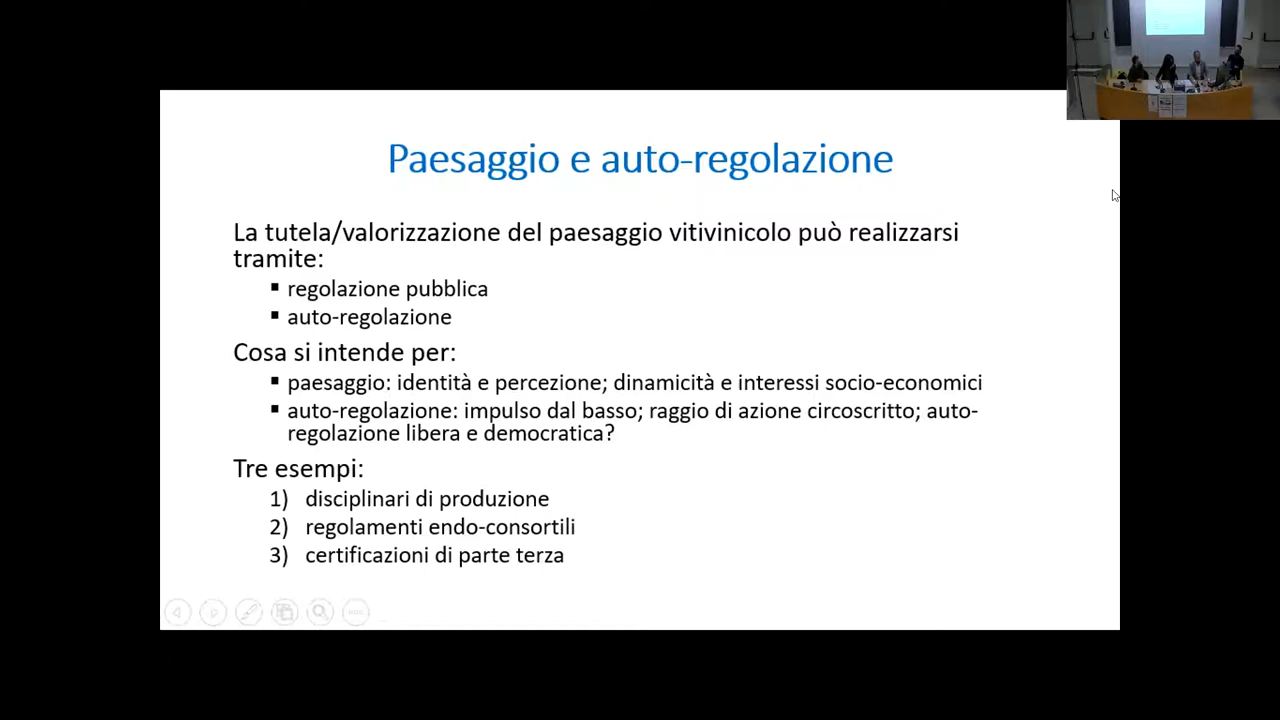 Paesaggio e auto-regolazione
La tutela/valorizzazione del paesaggio vitivinicolo può realizzarsi
tramite:
▪ regolazione pubblica
▪ auto-regolazione
Cosa si intende per:
▪ paesaggio: identità e percezione; dinamicità e interessi socio-economici
▪ auto-regolazione: impulso dal basso; raggio di azione circoscritto; auto-
regolazione libera e democratica?
Tre esempi:
1) disciplinari di produzione
2) regolamenti endo-consortili
3) certificazioni di parte terza